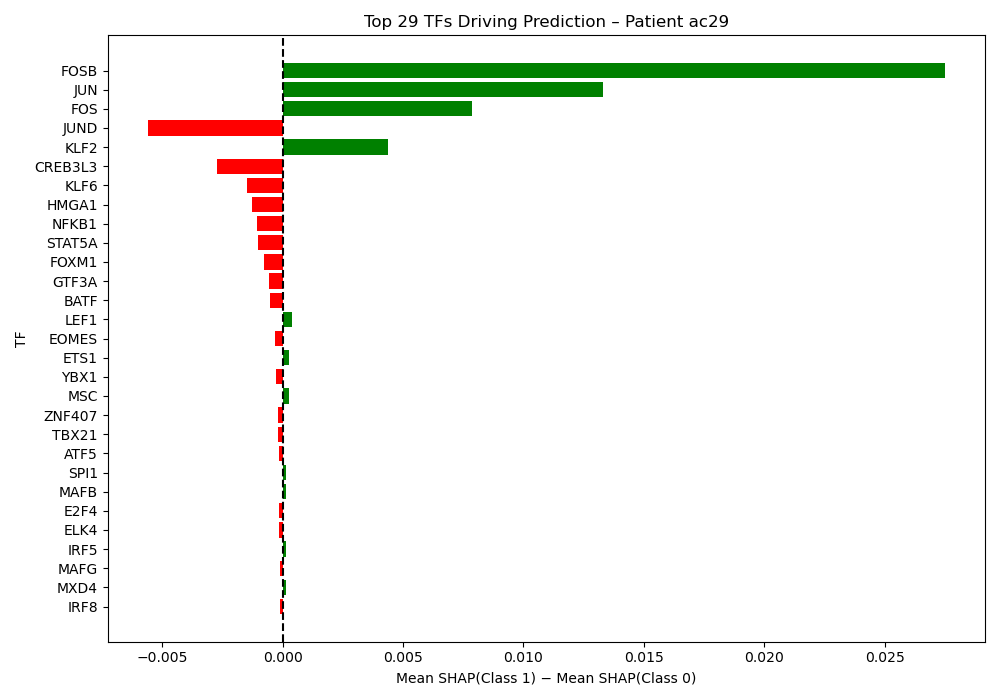 Top 29 TFs Driving Prediction – Patient ac29
FOSB
JUN
FOS
JUND
KLF2
CREB3L3
KLF6
HMGA1
NFKB1
STAT5A
FOXM1
GTF3A
BATF
LEF1
EOMES
ETS1
YBX1
MSC
ZNF407
TBX21
ATF5
SPI1
MAFB
E2F4
ELK4
IRF5
MAFG
MXD4
IRF8
TF
−0.005 0.000 0.005 0.010 0.015 0.020 0.025
Mean SHAP(Class 1) − Mean SHAP(Class 0)